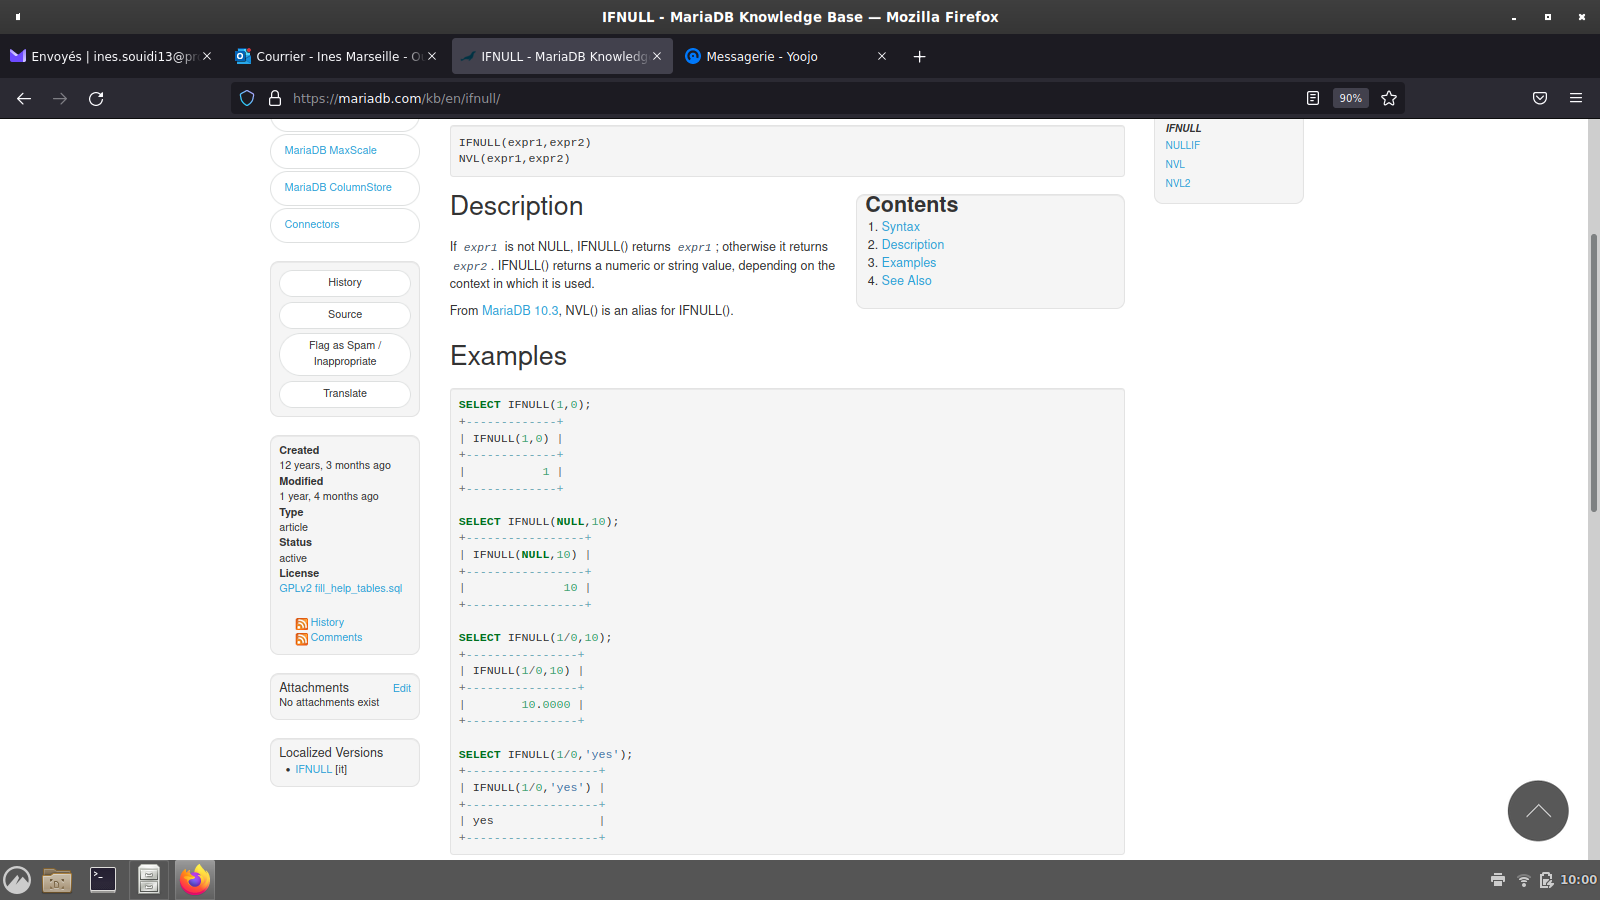 IFNULL - MariaDB Knowledge Base — Mozilla Firefox
Envoyés | ines.souidi13@pr
Courrier - Ines Marseille - O
IFNULL - MariaDB Knowledg
Messagerie - Yoojo
https://mariadb.com/kb/en/ifnull/
90%
MariaDB MaxScale
MariaDB ColumnStore
Connectors
History
Source
Flag as Spam /
Inappropriate
Translate
Created
12 years, 3 months ago
Modified
1 year, 4 months ago
Type
article
Status
active
License
GPLv2 fill_help_tables.sql
History
Comments
Attachments Edit
No attachments exist
Localized Versions
• IFNULL [it]
IFNULL(expr1,expr2)
NVL(expr1,expr2)
Description
If expr1 is not NULL, IFNULL() returns expr1 ; otherwise it returns
expr2 . IFNULL() returns a numeric or string value, depending on the
context in which it is used.
From MariaDB 10.3, NVL() is an alias for IFNULL().
Contents
1. Syntax
2. Description
3. Examples
4. See Also
Examples
SELECT IFNULL(1,0);
+-------------+
| IFNULL(1,0) |
+-------------+
|           1 |
+-------------+
SELECT IFNULL(NULL,10);
+-----------------+
| IFNULL(NULL,10) |
+-----------------+
|              10 |
+-----------------+
SELECT IFNULL(1/0,10);
+----------------+
| IFNULL(1/0,10) |
+----------------+
|        10.0000 |
+----------------+
SELECT IFNULL(1/0,'yes');
+-------------------+
| IFNULL(1/0,'yes') |
+-------------------+
| yes               |
+-------------------+
IFNULL
NULLIF
NVL
NVL2
10:00